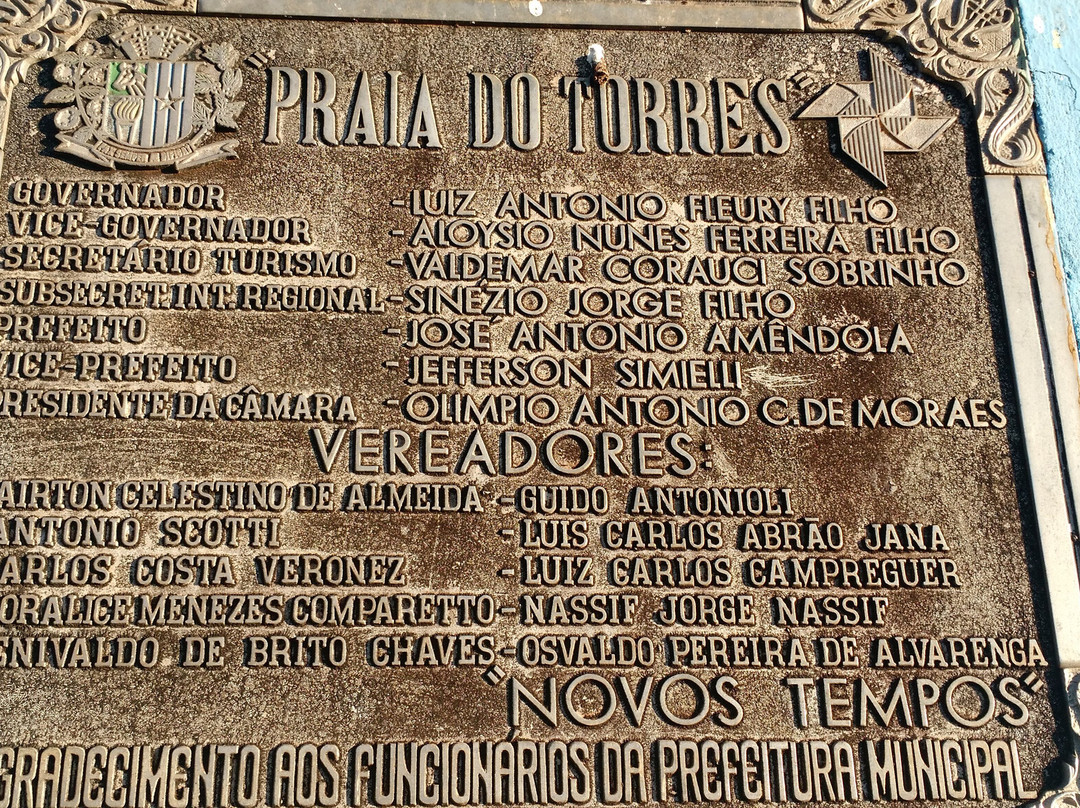 "PRAIA DO TORRES"
GOVERNADOR - LUIZ ANTONIO FLEURY FILHO
VICE-GOVERNADOR - ALOYSIO NUNES FERREIRA FILHO
SECRETÁRIO TURISMO - VALDEMAR CORAUCI SOBRINHO
SUBSECRET. INT. REGIONAL - SINÉZIO JORGE FILHO
PREFEITO - JOSÉ ANTONIO AMÊNDOLA
VICE-PREFEITO - JEFFERSON SIMIELLI
PRESIDENTE DA CÂMARA - OLIMPIO ANTONIO C. DE MORAES
VEREADORES:
AIRTON CELESTINO DE ALMEIDA - GUIDO ANTONIOLI
ANTONIO SCOTTI - LUIS CARLOS ABRÃO JANA
CARLOS COSTA VERONEZ - LUIZ CARLOS CAMPREGUER
ORALICE MENEZES COMPARETTO - NASSIF JORGE NASSIF
ENIVALDO DE BRITO CHAVES - OSVALDO PEREIRA DE ALVARENGA
"NOVOS TEMPOS"
GRADECIMENTO AOS FUNCIONÁRIOS DA PREFEITURA MUNICIPAL